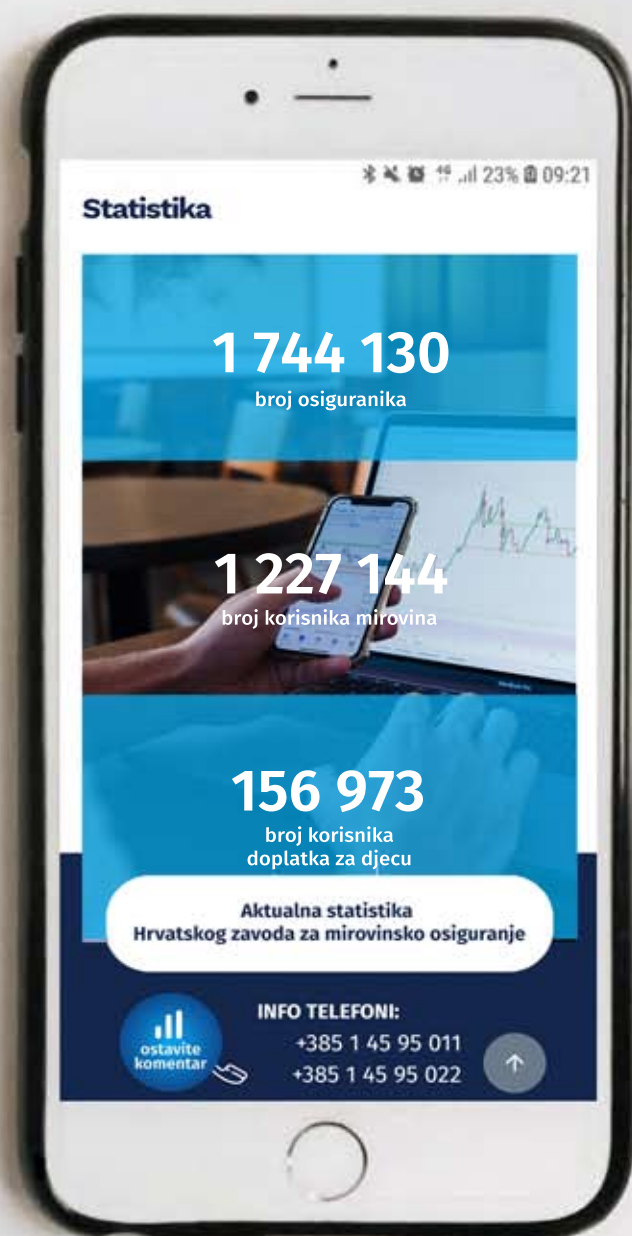 4G 23% 09:21
Statistika
1 744 130
broj osiguranika
1 227 144
broj korisnika mirovina
156 973
broj korisnika
doplatka za djecu
Aktualna statistika
Hrvatskog zavoda za mirovinsko osiguranje
ostavite
komentar
INFO TELEFONI:
+385 1 45 95 011
+385 1 45 95 022